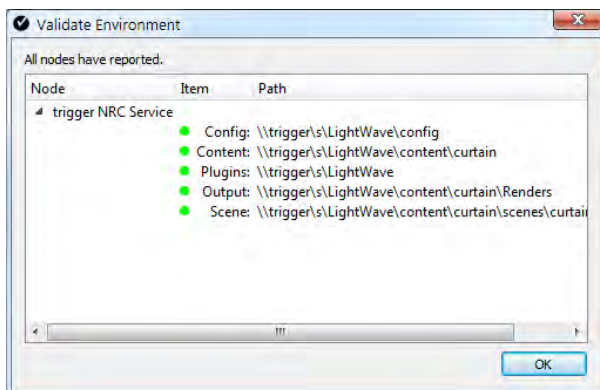 Validate Environment
All nodes have reported.
Node Item Path
trigger NRC Service
Config: \\trigger\s\LightWave\config
Content: \\trigger\s\LightWave\content\curtain
Plugins: \\trigger\s\LightWave
Output: \\trigger\s\LightWave\content\curtain\Renders
Scene: \\trigger\s\LightWave\content\curtain\scenes\curtai
OK